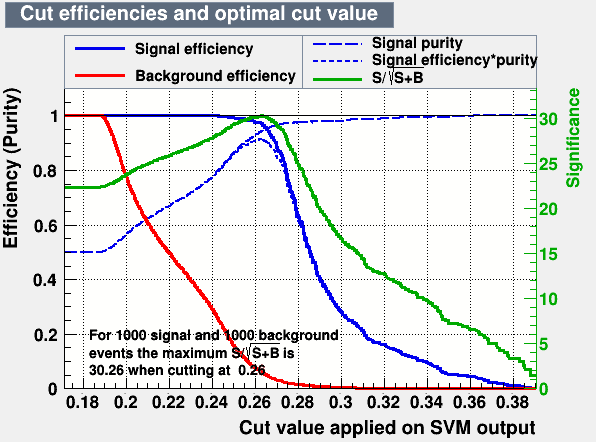 Cut efficiencies and optimal cut value
Signal efficiency
Background efficiency
Signal purity
Signal efficiency*purity
S/√S+B
Efficiency (Purity)
1
0.8
0.6
0.4
0.2
0
Significance
30
25
20
15
10
5
0
For 1000 signal and 1000 background
events the maximum S/√S+B is
30.26 when cutting at 0.26
0.18 0.2 0.22 0.24 0.26 0.28 0.3 0.32 0.34 0.36 0.38
Cut value applied on SVM output